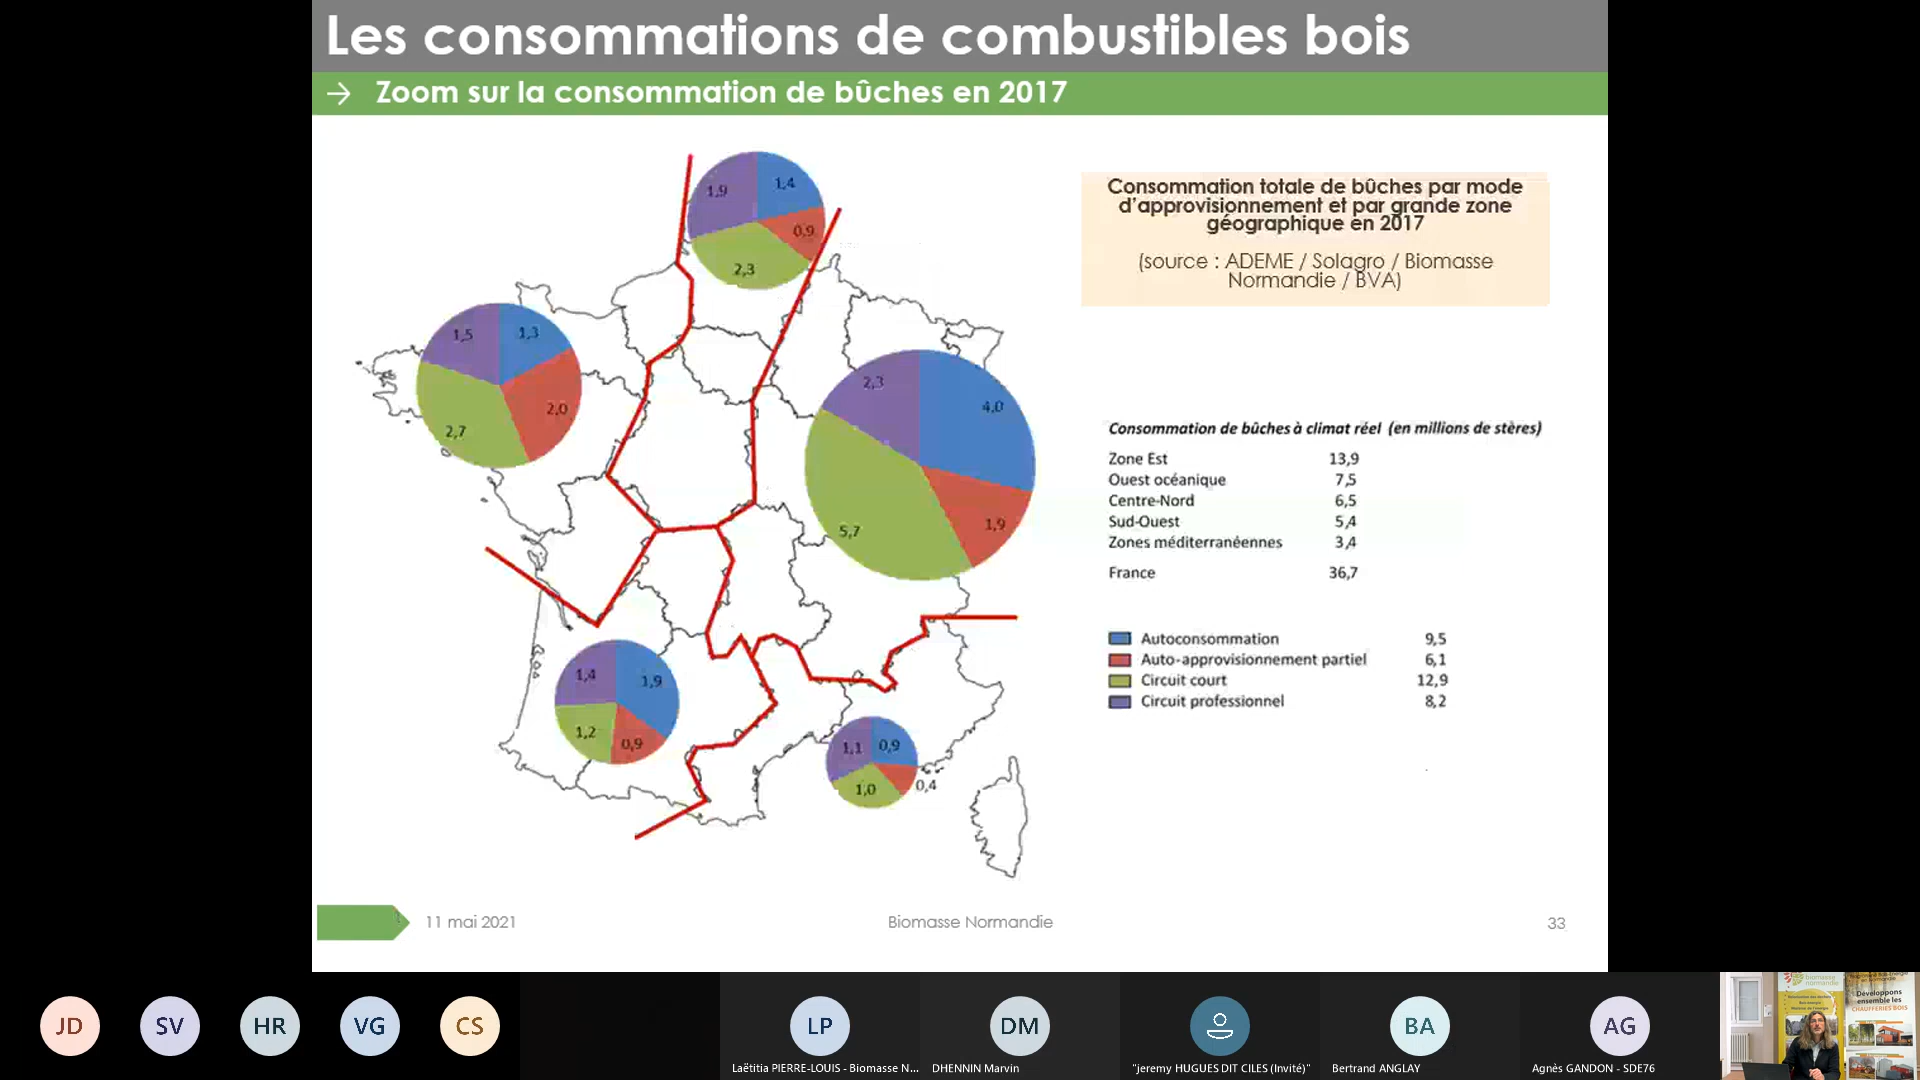 Les consommations de combustibles bois
→ Zoom sur la consommation de bûches en 2017
1,9
1,4
0,9
2,3
1,5
1,3
2,0
2,7
2,3
4,0
1,9
5,7
1,4
1,9
1,2
0,9
1,1
0,9
1,0
0,4
Consommation totale de bûches par mode
d'approvisionnement et par grande zone
géographique en 2017
(source : ADEME / Solagro / Biomasse
Normandie / BVA)
Consommation de bûches à climat réel (en millions de stères)
Zone Est 13,9
Ouest océanique 7,5
Centre-Nord 6,5
Sud-Ouest 5,4
Zones méditerranéennes 3,4
France 36,7
Autoconsommation 9,5
Auto-approvisionnement partiel 6,1
Circuit court 12,9
Circuit professionnel 8,2
11 mai 2021
Biomasse Normandie
33
JD
SV
HR
VG
CS
LP
DM
BA
AG
Laëtitia PIERRE-LOUIS - Biomasse N...
DHENNIN Marvin
"jeremy HUGUES DIT CILES (Invité)"
Bertrand ANGLAY
Agnès GANDON - SDE76
biomasse
normandie
Développons
ensemble les
CHAUFFERIES BOIS